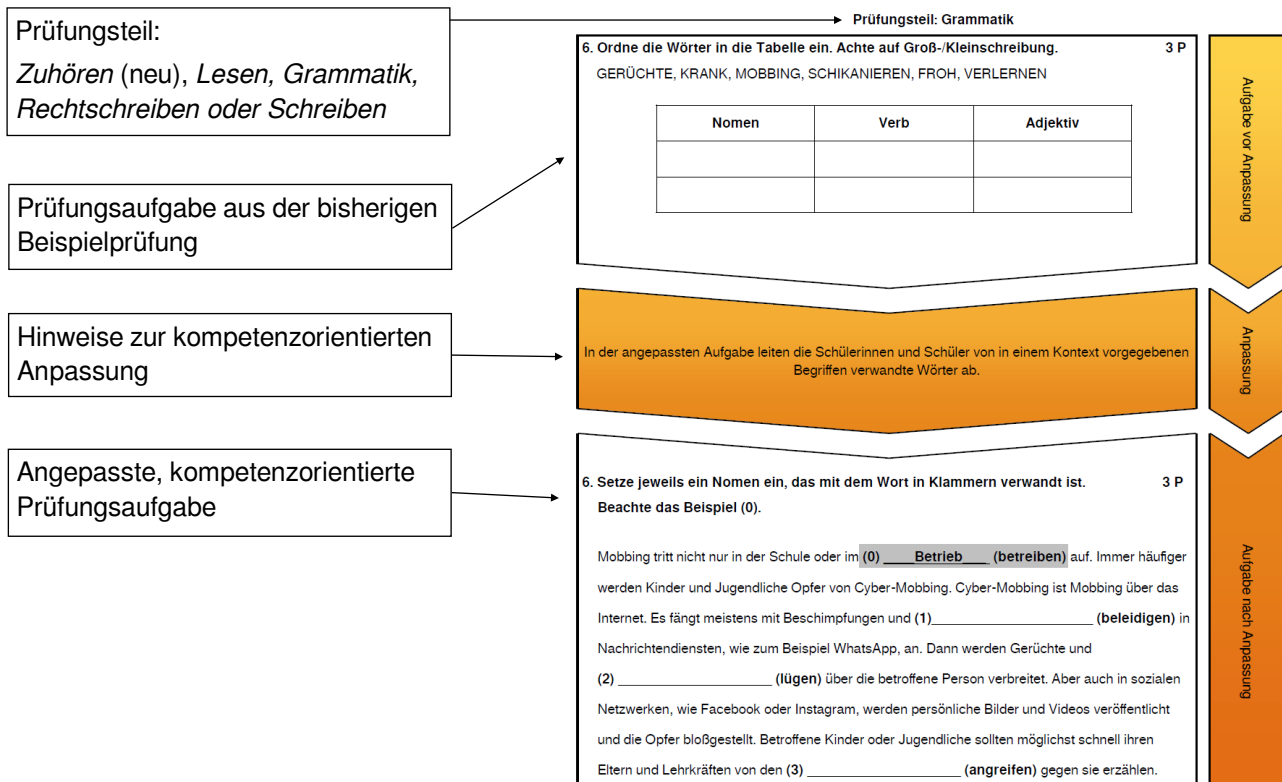 Prüfungsteil:
Zuhören (neu), Lesen, Grammatik,
Rechtschreiben oder Schreiben
Prüfungsaufgabe aus der bisherigen
Beispielprüfung
Hinweise zur kompetenzorientierten
Anpassung
Angepasste, kompetenzorientierte
Prüfungsaufgabe
Prüfungsteil: Grammatik
6. Ordne die Wörter in die Tabelle ein. Achte auf Groß-/Kleinschreibung. 3 P
GERÜCHTE, KRANK, MOBBING, SCHIKANIEREN, FROH, VERLERNEN
Nomen Verb Adjektiv
In der angepassten Aufgabe leiten die Schülerinnen und Schüler von in einem Kontext vorgegebenen
Begriffen verwandte Wörter ab.
6. Setze jeweils ein Nomen ein, das mit dem Wort in Klammern verwandt ist. 3 P
Beachte das Beispiel (0).
Mobbing tritt nicht nur in der Schule oder im (0) ____Betrieb____ (betreiben) auf. Immer häufiger
werden Kinder und Jugendliche Opfer von Cyber-Mobbing. Cyber-Mobbing ist Mobbing über das
Internet. Es fängt meistens mit Beschimpfungen und (1)______________________ (beleidigen) in
Nachrichtendiensten, wie zum Beispiel WhatsApp, an. Dann werden Gerüchte und
(2) _____________________ (lügen) über die betroffene Person verbreitet. Aber auch in sozialen
Netzwerken, wie Facebook oder Instagram, werden persönliche Bilder und Videos veröffentlicht
und die Opfer bloßgestellt. Betroffene Kinder oder Jugendliche sollten möglichst schnell ihren
Eltern und Lehrkräften von den (3) _____________________ (angreifen) gegen sie erzählen.
Aufgabe vor Anpassung
Anpassung
Aufgabe nach Anpassung